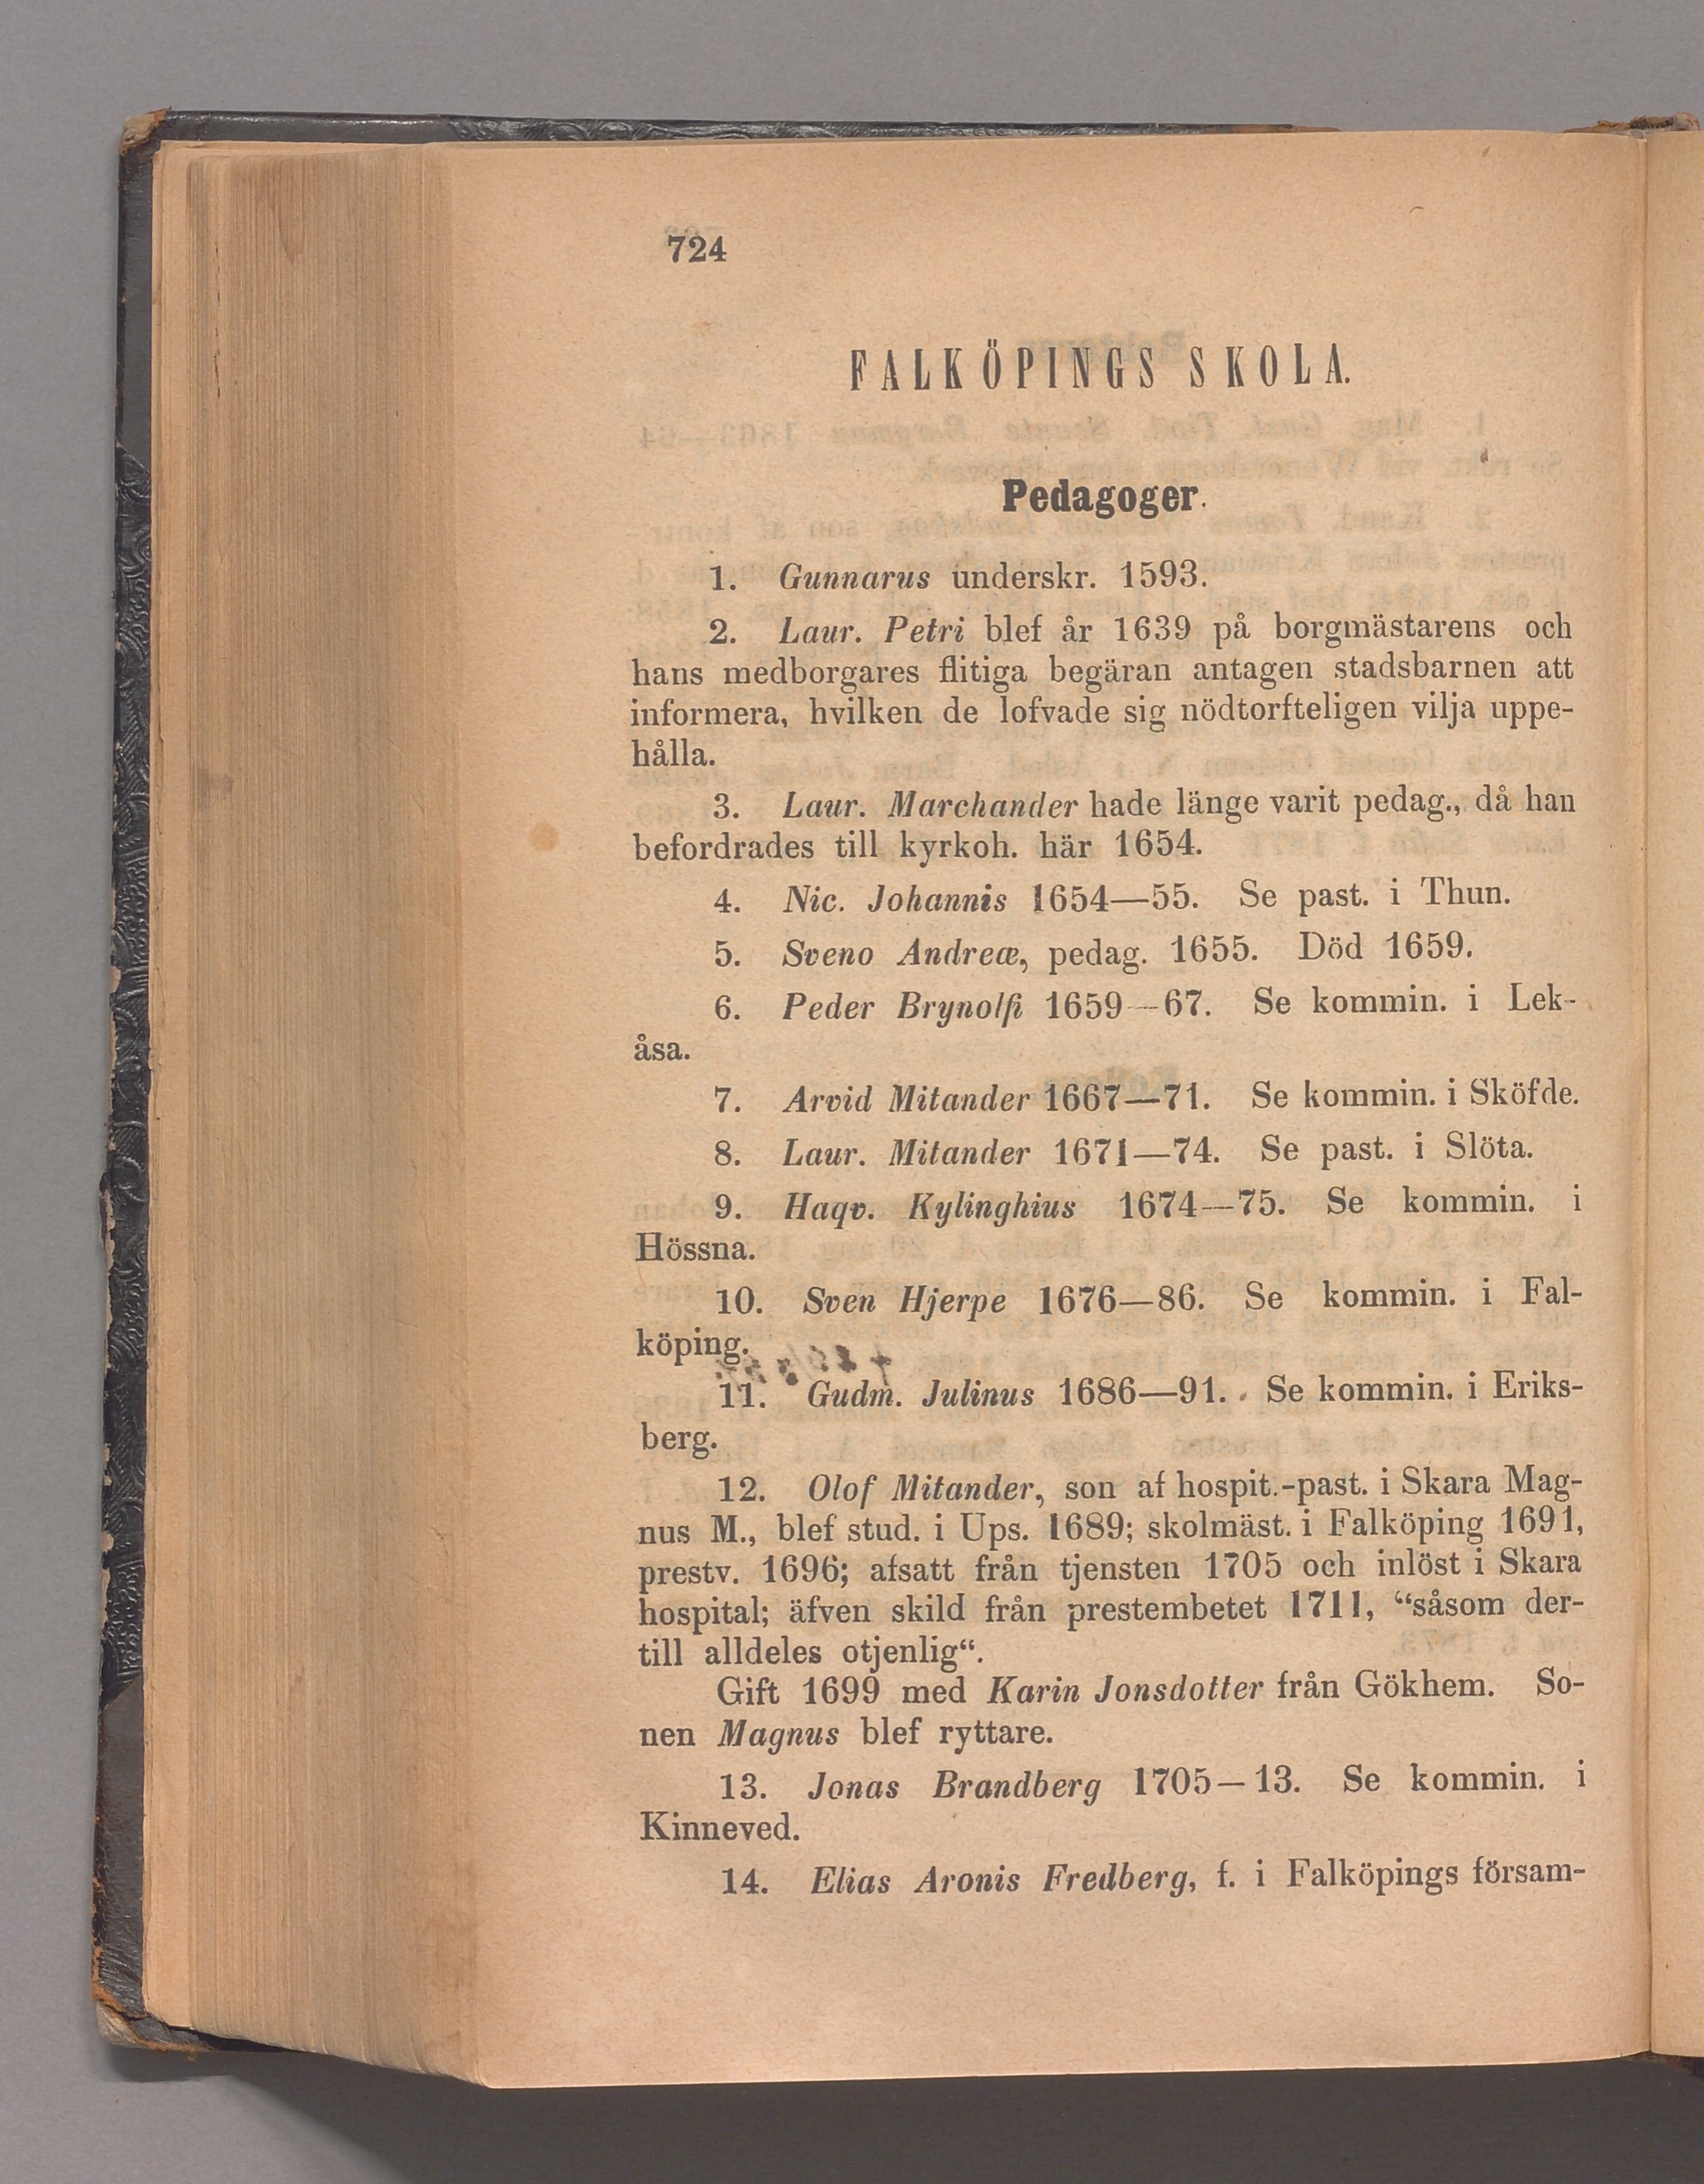 724
FALKÖPINGS SKOLA.
Pedagoger.
1. Gunnarus underskr. 1593.
2. Laur. Petri blef år 1639 på borgmästarens och
hans medborgares flitiga begäran antagen stadsbarnen att
informera, hvilken de lofvade sig nödtorfteligen vilja uppe-
hålla.
3. Laur. Marchander hade länge varit pedag., då han
befordrades till kyrkoh. här 1654.
4. Nic. Johannis 1654—55. Se past. i Thun.
5. Sveno Andreæ, pedag. 1655. Död 1659.
6. Peder Brynolfi 1659—67. Se kommin. i Lek-
åsa.
7. Arvid Mitander 1667—71. Se kommin. i Sköfde.
8. Laur. Mitander 1671—74. Se past. i Slöta.
9. Haqv. Kylinghius 1674—75. Se kommin. i
Hössna.
10. Sven Hjerpe 1676—86. Se kommin. i Fal-
köping.
11. Gudm. Julinus 1686—91. Se kommin. i Eriks-
berg.
12. Olof Mitander, son af hospit.-past. i Skara Mag-
nus M., blef stud. i Ups. 1689; skolmäst. i Falköping 1691,
prestv. 1696; afsatt från tjensten 1705 och inlöst i Skara
hospital; äfven skild från prestembetet 1711, “såsom der-
till alldeles otjenlig“.
Gift 1699 med Karin Jonsdotter från Gökhem. So-
nen Magnus blef ryttare.
13. Jonas Brandberg 1705—13. Se kommin. i
Kinneved.
14. Elias Aronis Fredberg, f. i Falköpings försam-